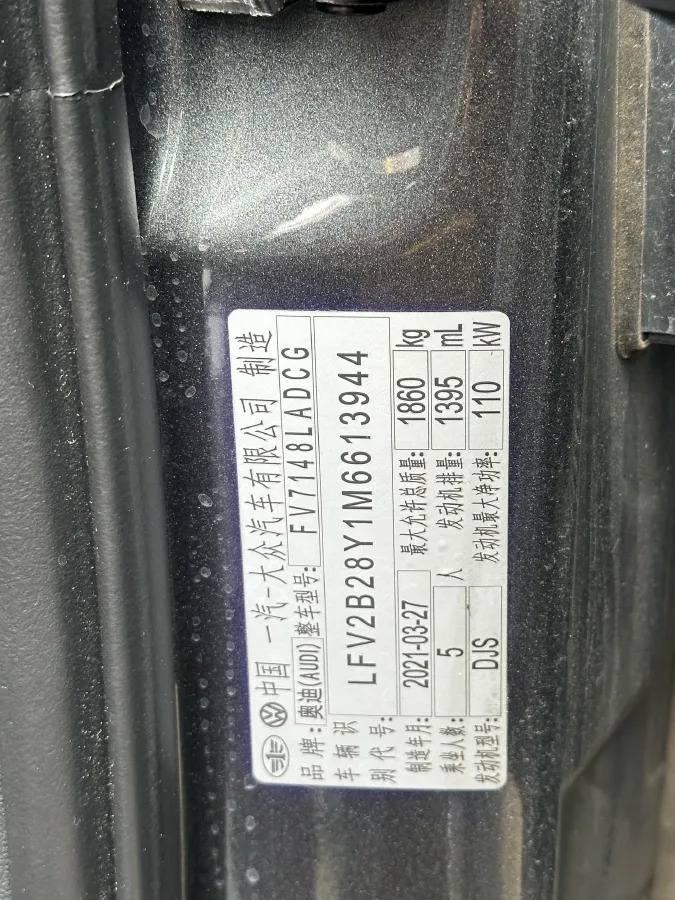 中国 一汽-大众汽车有限公司 制造
品牌: 奥迪(AUDI) 整车型号: FV7148LADCG
车辆识别代号: LFV2B28Y1M6613944
制造年月: 2021-03-27 最大允许总质量: 1860 kg
乘坐人数: 5 人 发动机排量: 1395 mL
发动机型号: DJS 发动机最大净功率: 110 kW